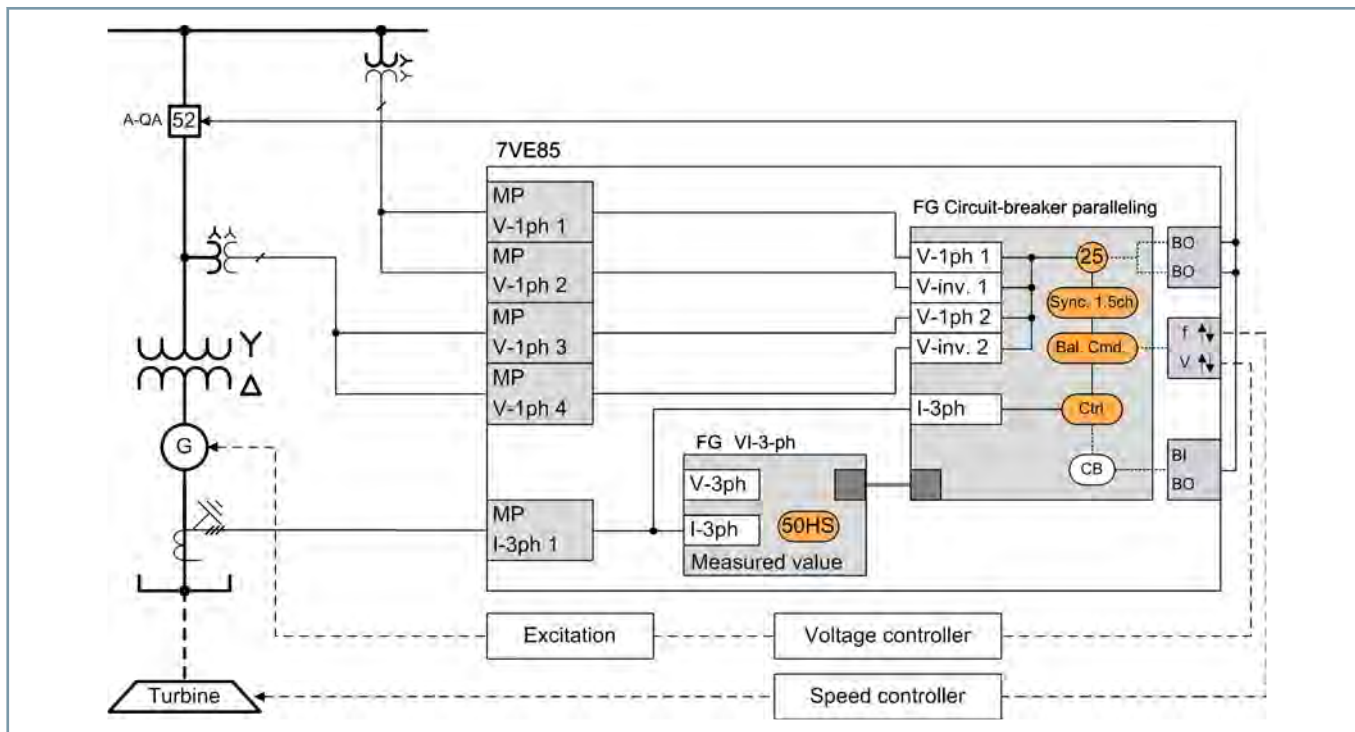 A-QA
52
7VE85
MP
V-1ph 1
MP
V-1ph 2
MP
V-1ph 3
MP
V-1ph 4
FG Circuit-breaker paralleling
V-1ph 1
V-inv. 1
V-1ph 2
V-inv. 2
I-3ph
25
Sync. 1.5ch
Bal. Cmd.
Ctrl
CB
BO
BO
f
V
BI
BO
Y
Δ
G
FG VI-3-ph
V-3ph
I-3ph
50HS
Measured value
MP
I-3ph 1
Excitation
Voltage controller
Turbine
Speed controller